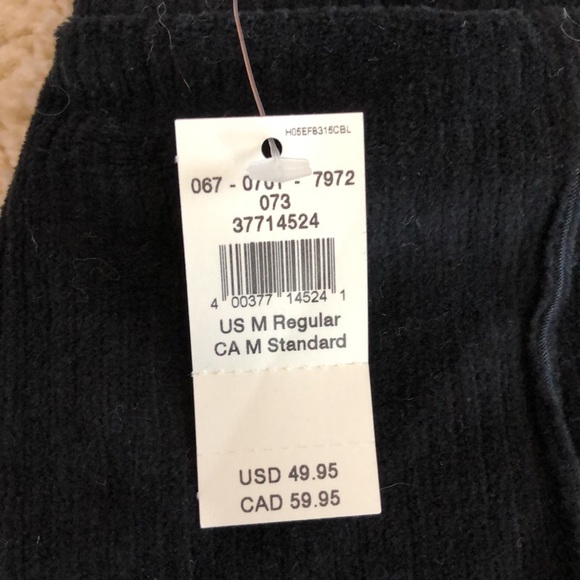 H05EF8315CBL
067 - 0701 - 7972
073
37714524
4 00377 14524 1
US M Regular
CA M Standard
USD 49.95
CAD 59.95